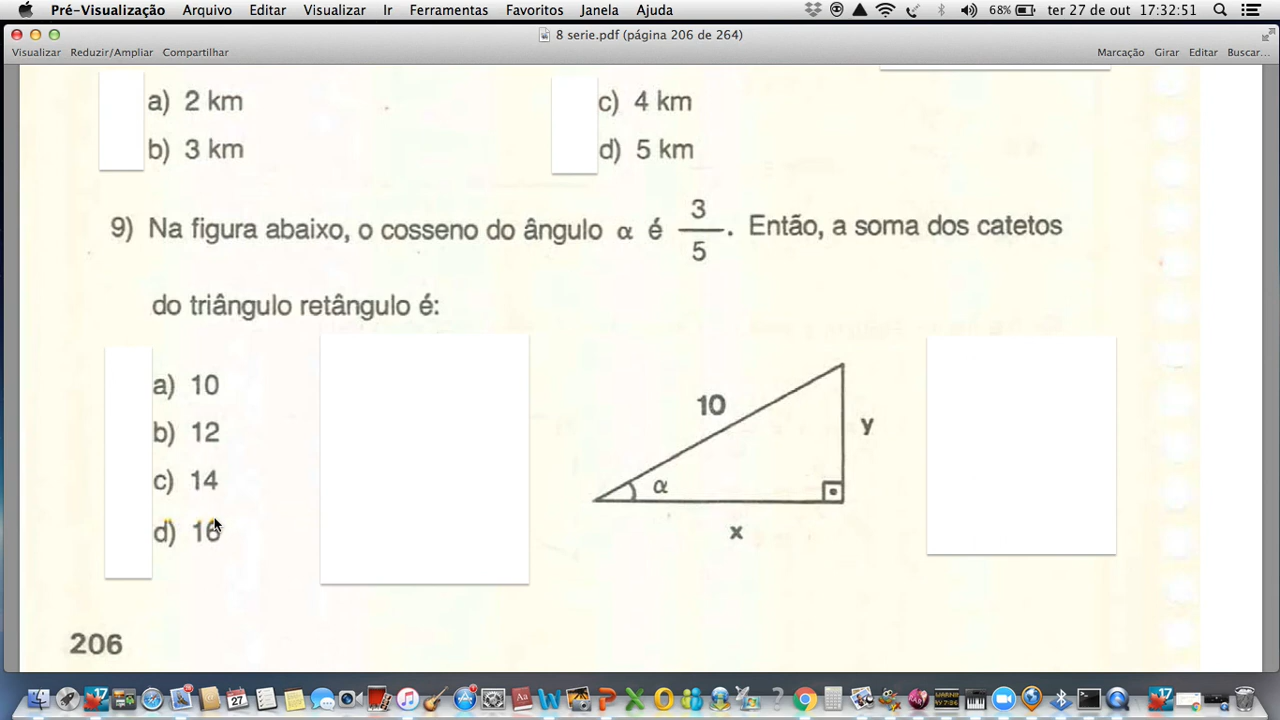 Pré-Visualização Arquivo Editar Visualizar Ir Ferramentas Favoritos Janela Ajuda 68% ter 27 de out 17:32:51
8 serie.pdf (página 206 de 264)
Visualizar Reduzir/Ampliar Compartilhar Marcação Girar Editar Buscar...
a) 2 km c) 4 km
b) 3 km d) 5 km
9) Na figura abaixo, o cosseno do ângulo α é 3/5. Então, a soma dos catetos
do triângulo retângulo é:
a) 10
b) 12
c) 14
d) 16
10
y
α
x
206